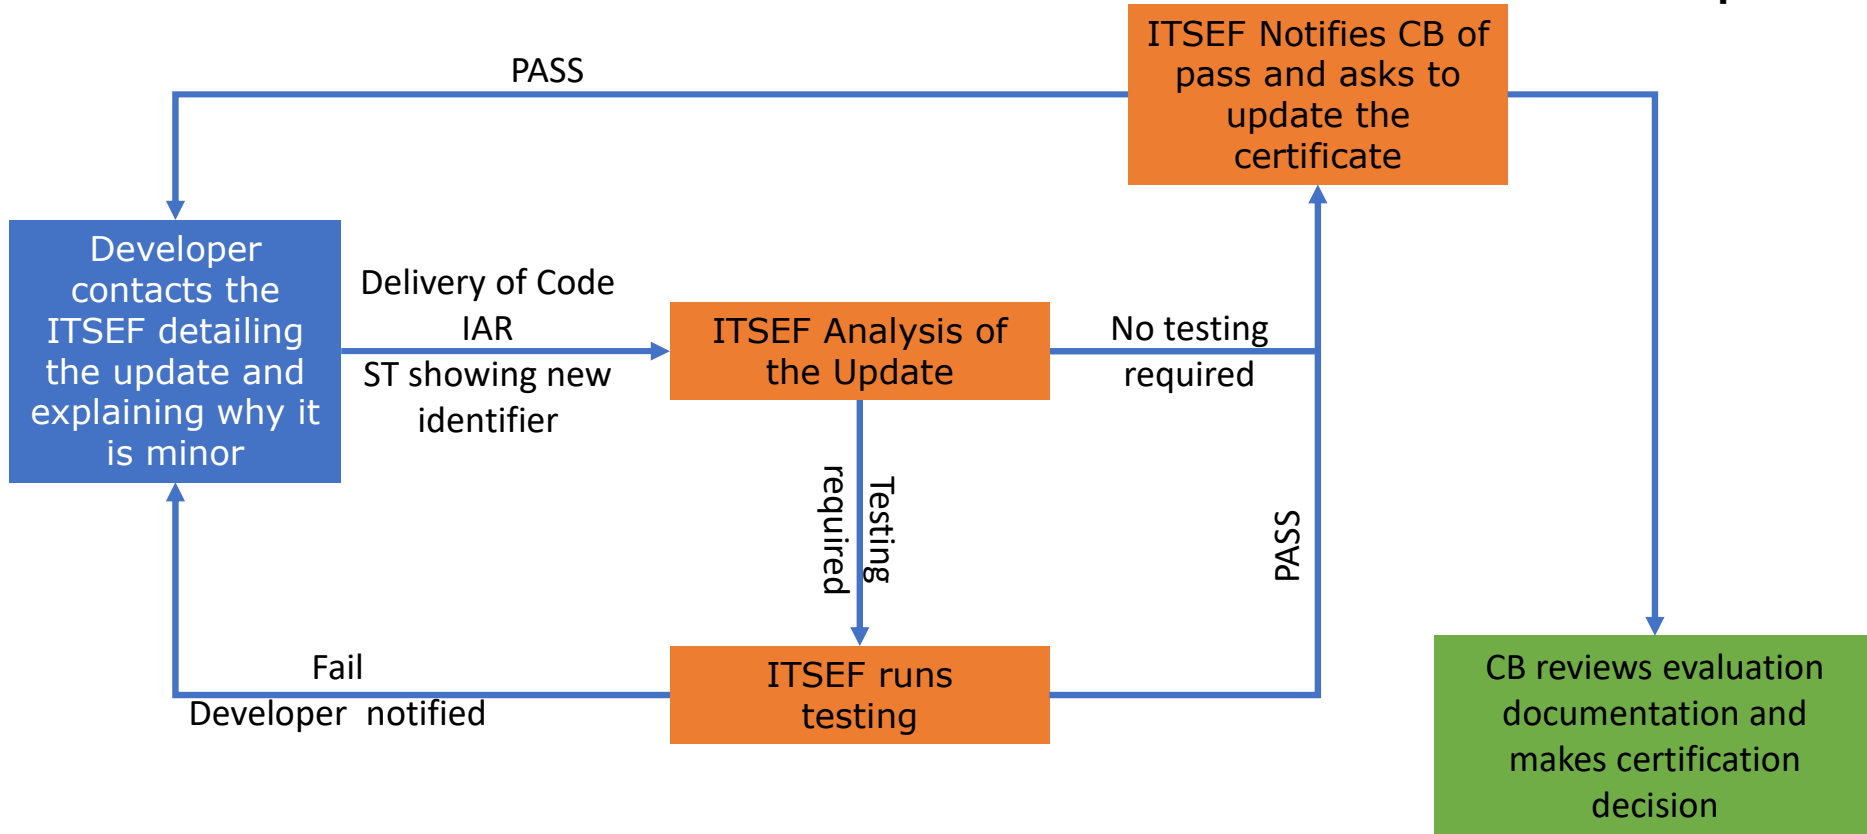 ITSEF Notifies CB of
pass and asks to
update the
certificate
PASS
Developer
contacts the
ITSEF detailing
the update and
explaining why it
is minor
Delivery of Code
IAR
ST showing new
identifier
ITSEF Analysis of
the Update
No testing
required
Testing
required
PASS
Fail
Developer notified
ITSEF runs
testing
CB reviews evaluation
documentation and
makes certification
decision